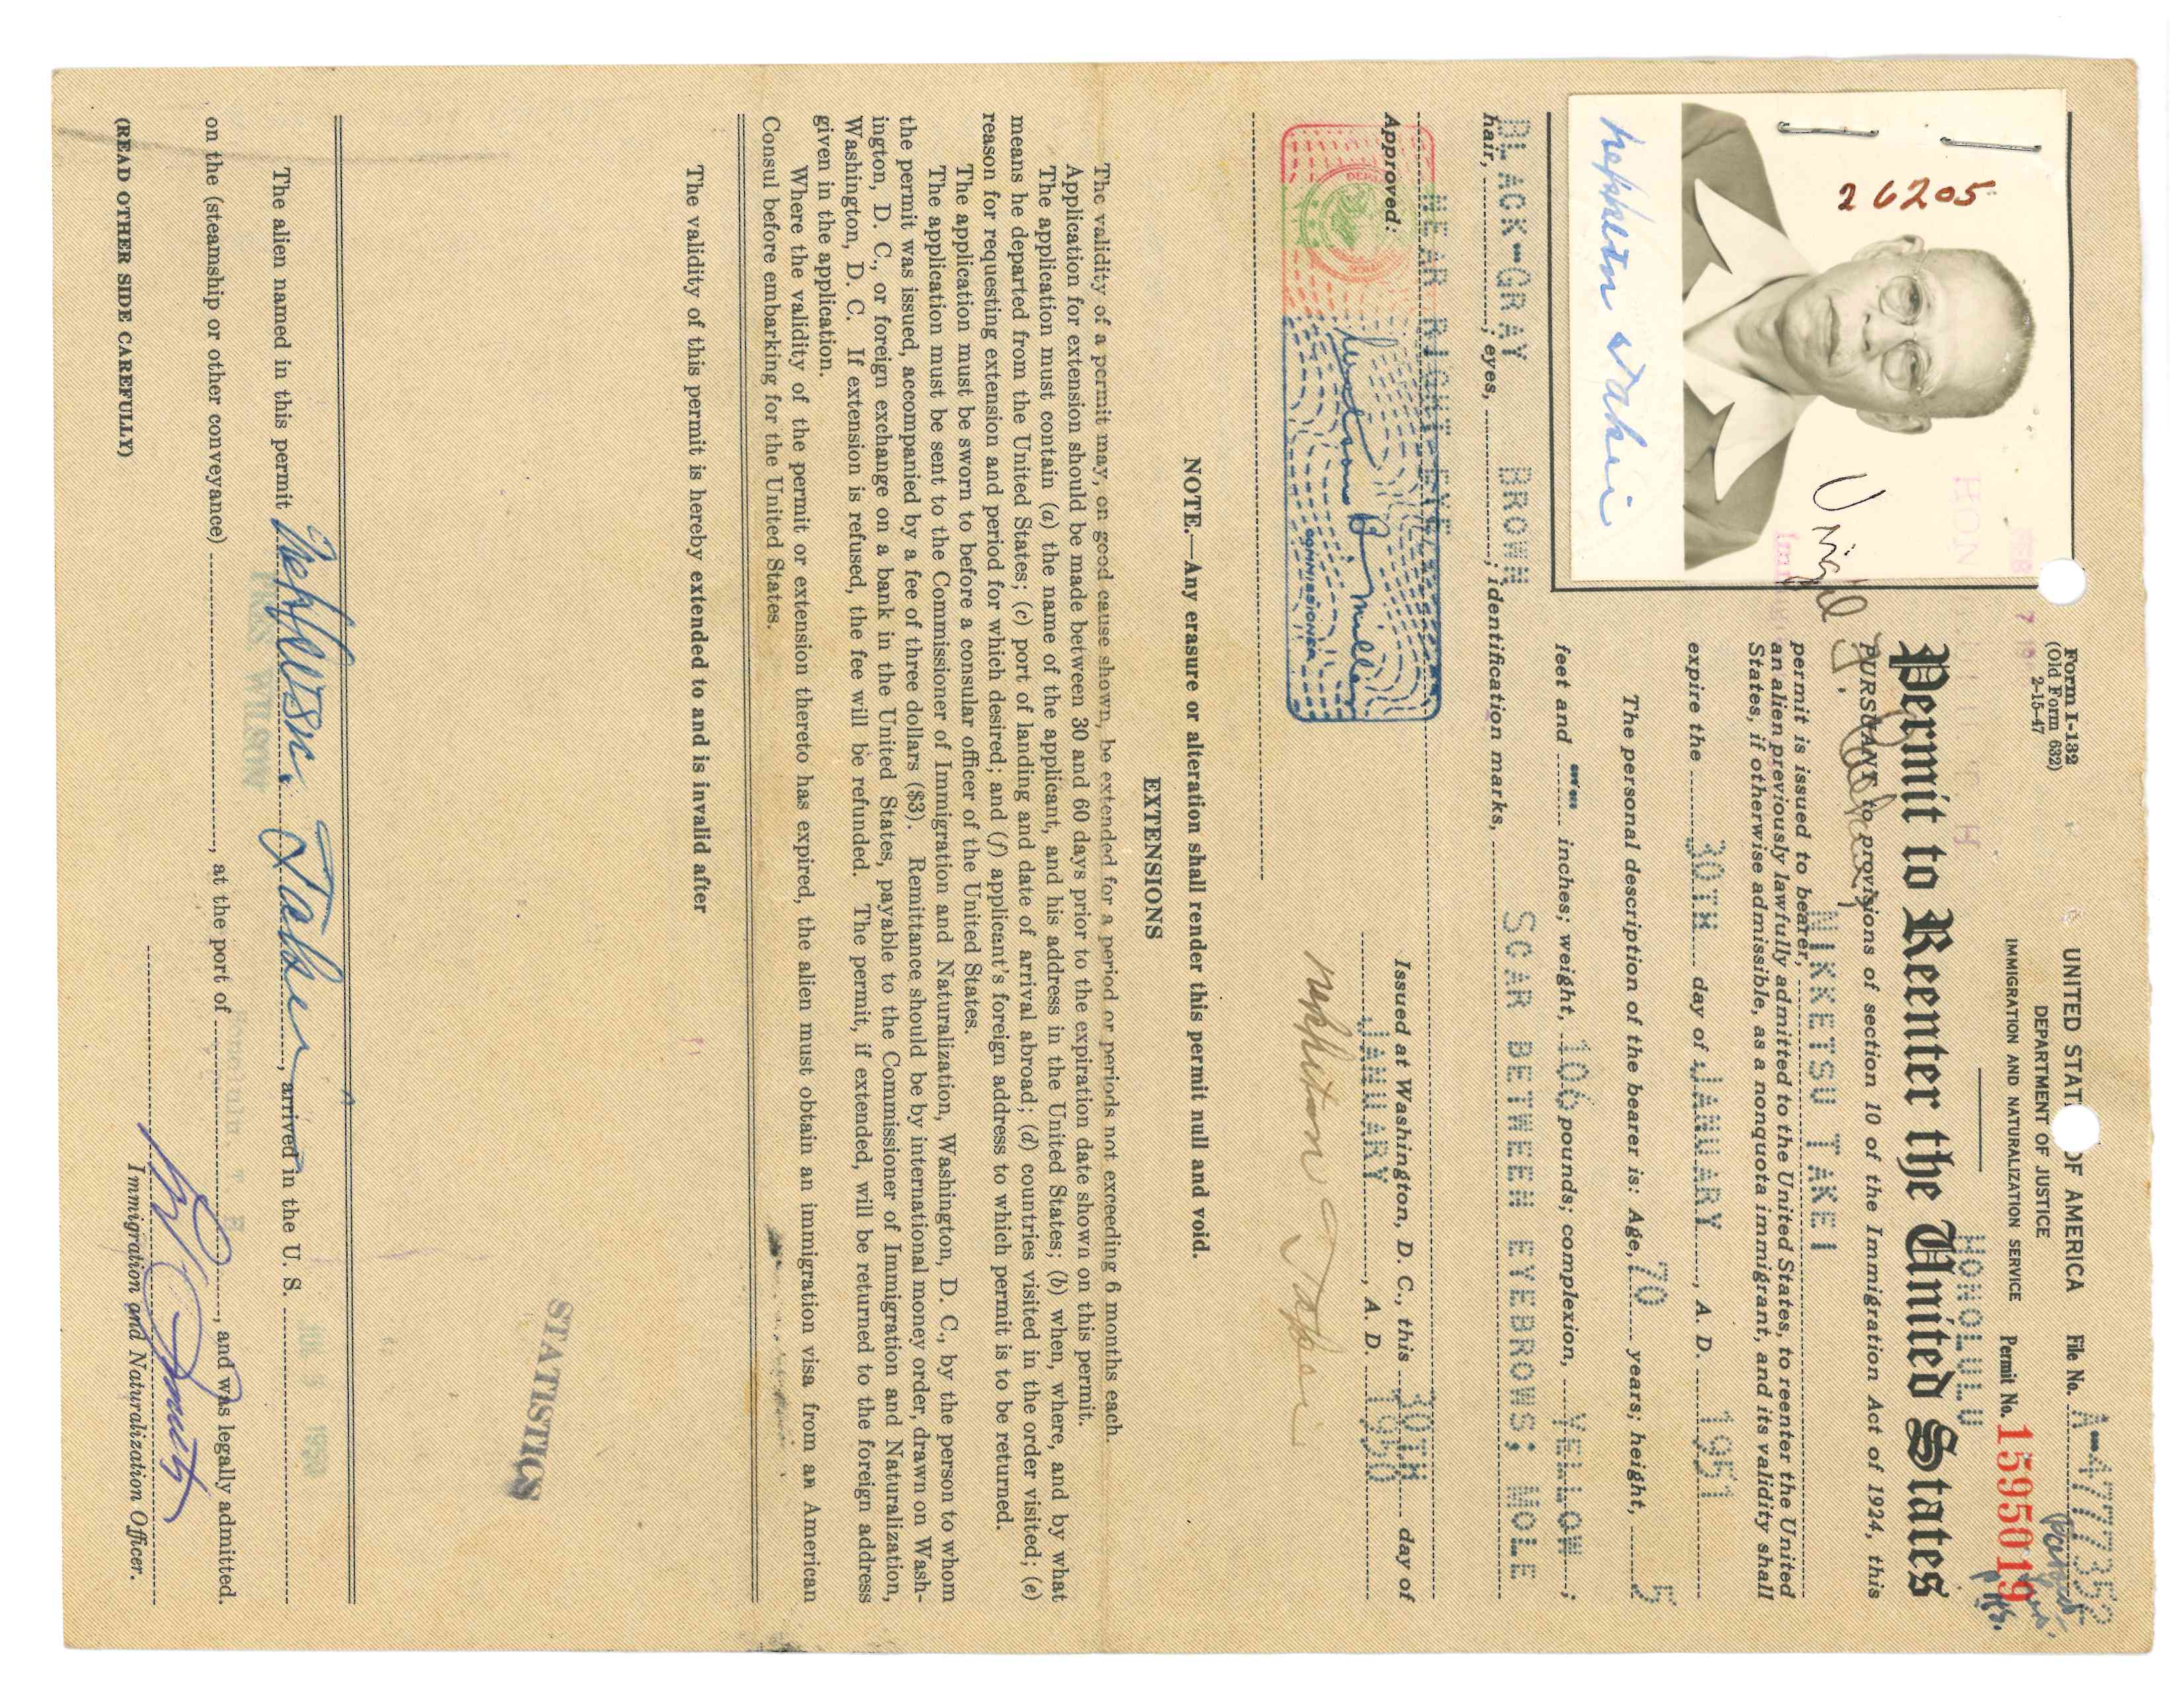 Form I-132
(Old Form 632)
2-15-47
UNITED STAT OF AMERICA
DEPARTMENT OF JUSTICE
IMMIGRATION AND NATURALIZATION SERVICE
File No. A-4777352
Permit No. 1595019
HONOLULU
26205
Permit to Reenter the United States
PURSUANT to provisions of section 10 of the Immigration Act of 1924, this
permit is issued to bearer, NIKKETSU TAKEI
an alien previously lawfully admitted to the United States, to reenter the United
States, if otherwise admissible, as a nonquota immigrant, and its validity shall
expire the 30TH day of JANUARY, A. D. 1951
The personal description of the bearer is: Age, 70 years; height, 5
feet and --- inches; weight, 106 pounds; complexion, YELLOW;
hair, BLACK-GRAY; eyes, BROWN; identification marks, SCAR BETWEEN EYEBROWS; MOLE
NEAR RIGHT EYE
Approved:
Watson B. Miller
COMMISSIONER
Issued at Washington, D. C., this 30TH day of
JANUARY, A. D. 1950
Takei
NOTE.—Any erasure or alteration shall render this permit null and void.
EXTENSIONS
The validity of a permit may, on good cause shown, be extended for a period or periods not exceeding 6 months each.
Application for extension should be made between 30 and 60 days prior to the expiration date shown on this permit.
The application must contain (a) the name of the applicant, and his address in the United States; (b) when, where, and by what
means he departed from the United States; (c) port of landing and date of arrival abroad; (d) countries visited in the order visited; (e)
reason for requesting extension and period for which desired; and (f) applicant's foreign address to which permit is to be returned.
The application must be sworn to before a consular officer of the United States.
The application must be sent to the Commissioner of Immigration and Naturalization, Washington, D. C., by the person to whom
the permit was issued, accompanied by a fee of three dollars ($3). Remittance should be by international money order, drawn on Wash-
ington, D. C., or foreign exchange on a bank in the United States, payable to the Commissioner of Immigration and Naturalization,
Washington, D. C. If extension is refused, the fee will be refunded. The permit, if extended, will be returned to the foreign address
given in the application.
Where the validity of the permit or extension thereto has expired, the alien must obtain an immigration visa from an American
Consul before embarking for the United States.
The validity of this permit is hereby extended to and is invalid after
STATISTICS
The alien named in this permit Takei, arrived in the U. S. 1950
on the (steamship or other conveyance) PRES. WILSON, at the port of Honolulu, T. H., and was legally admitted.
Immigration and Naturalization Officer.
(READ OTHER SIDE CAREFULLY)